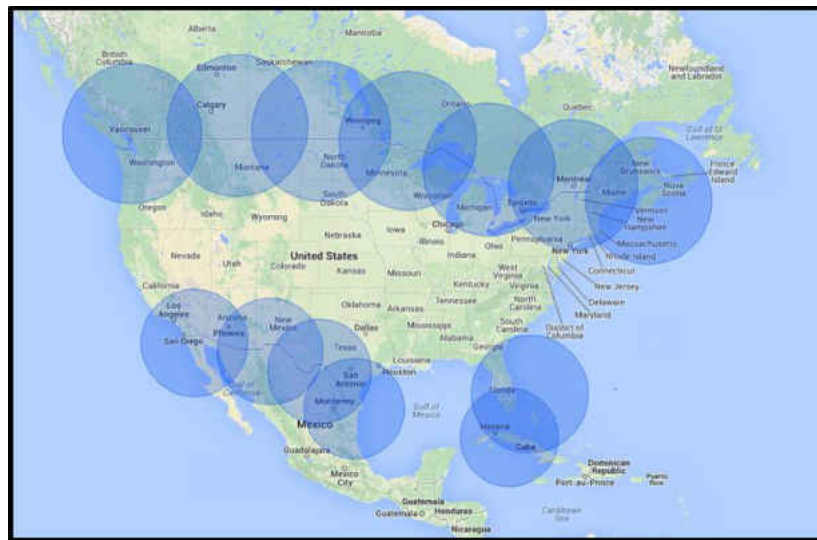 Alberta
Manitoba
British
Columbia
Edmonton
Saskatchewan
Newfoundland
and Labrador
Calgary
Ontario
Quebec
Vancouver
Winnipeg
Gulf of St
Lawrence
Washington
Montana
North
Dakota
Minnesota
Montreal
New
Brunswick
Prince
Edward
Island
Maine
Nova
Scotia
Oregon
Idaho
Wyoming
South
Dakota
Wisconsin
Michigan
Toronto
New York
Vermont
New
Hampshire
Nebraska
Iowa
Chicago
Illinois
Indiana
Ohio
Pennsylvania
New York
Massachusetts
Rhode Island
Connecticut
New Jersey
Delaware
Maryland
District of
Columbia
Nevada
Utah
Colorado
United States
Kansas
Missouri
West
Virginia
Kentucky
Virginia
California
Los
Angeles
San Diego
Arizona
Phoenix
New
Mexico
Oklahoma
Arkansas
Tennessee
North
Carolina
South
Carolina
Dallas
Mississippi
Alabama
Georgia
Texas
Louisiana
San
Antonio
Houston
Gulf of
California
Monterrey
Gulf of
Mexico
Florida
Havana
Cuba
Mexico
Guadalajara
Mexico
City
Dominican
Republic
Port-au-Prince
Puerto
Rico
Caribbean
Sea
Guatemala
Guatemala
Honduras
Nicaragua